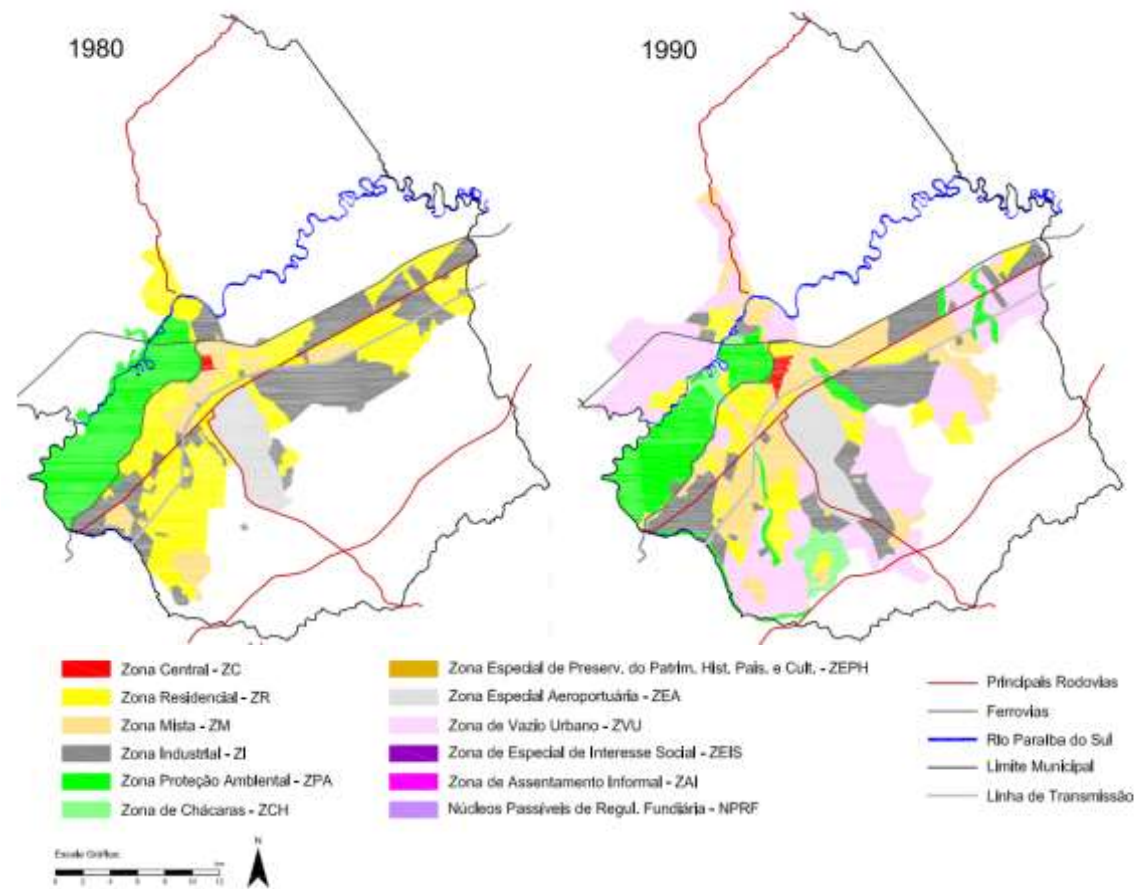 1980
1990
Zona Central - ZC
Zona Residencial - ZR
Zona Mista - ZM
Zona Industrial - ZI
Zona Proteção Ambiental - ZPA
Zona de Chácaras - ZCH
Zona Especial de Preserv. do Patrim. Hist. Pais. e Cult. - ZEPH
Zona Especial Aeroportuária - ZEA
Zona de Vazio Urbano - ZVU
Zona de Especial de Interesse Social - ZEIS
Zona de Assentamento Informal - ZAI
Núcleos Passíveis de Regul. Fundiária - NPRF
Principais Rodovias
Ferrovias
Rio Paraíba do Sul
Limite Municipal
Linha de Transmissão
Escala Gráfica:
N